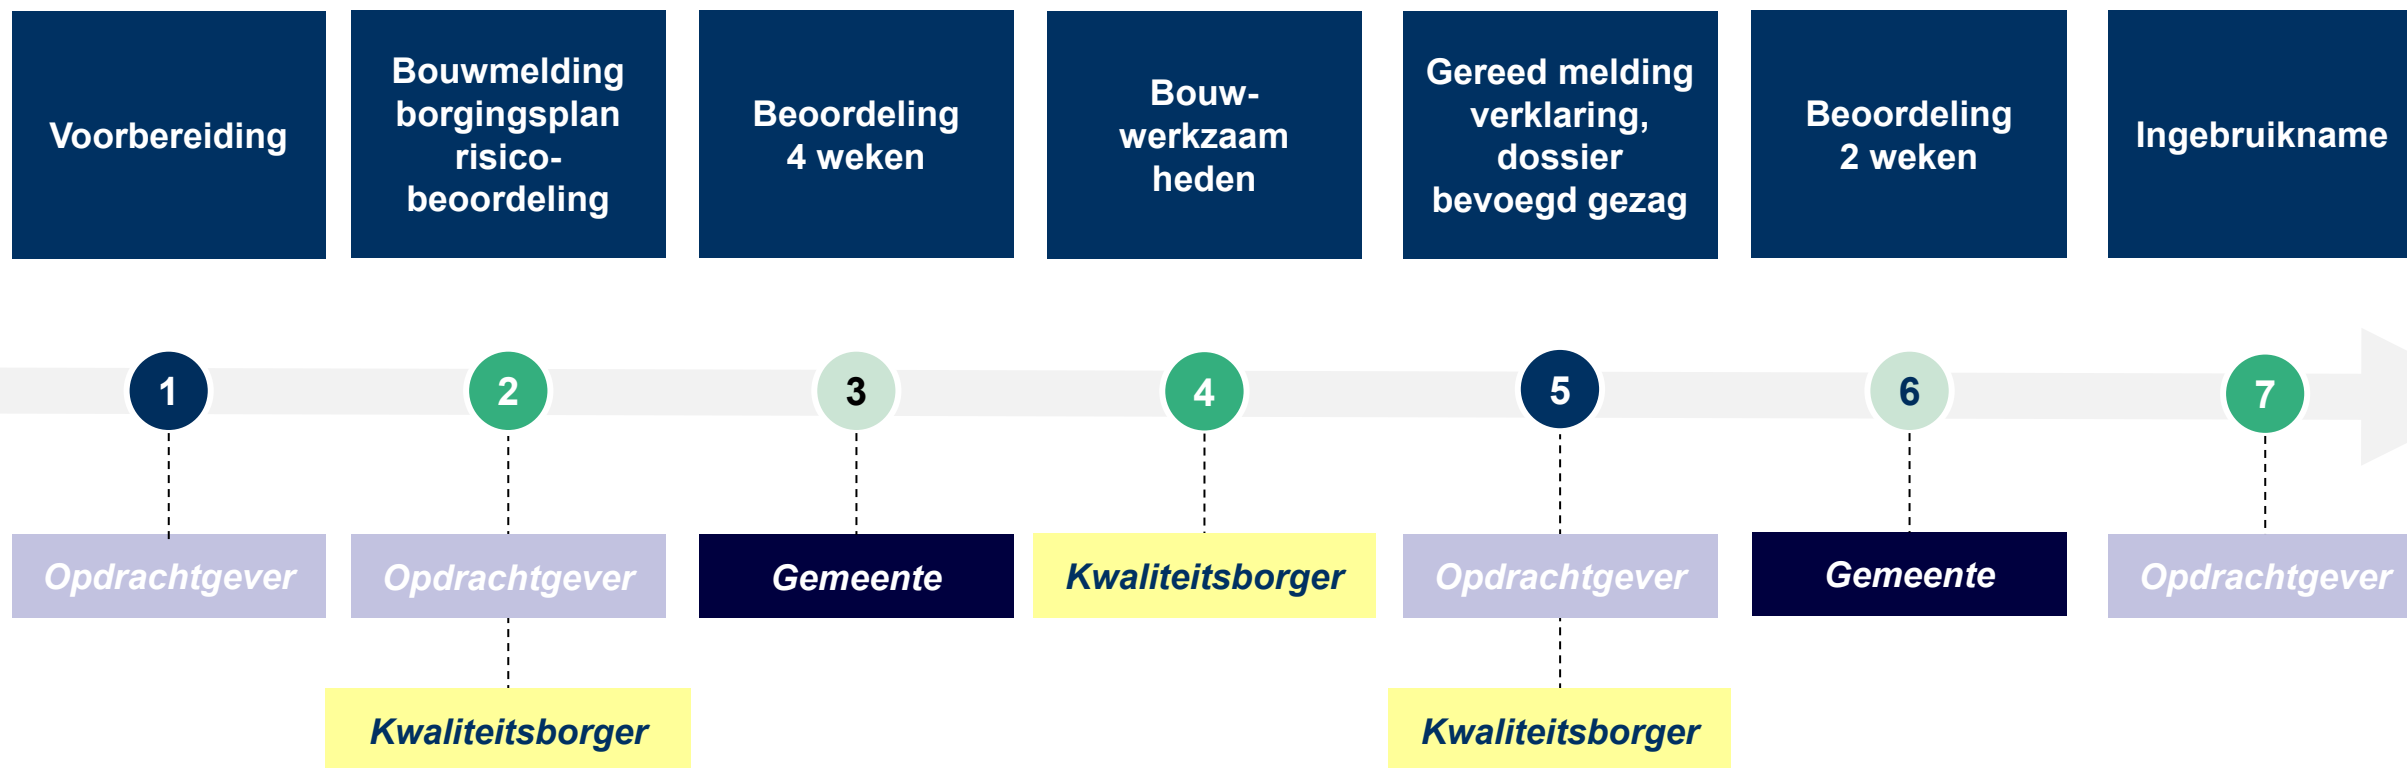 Voorbereiding
Bouwmelding
borgingsplan
risico-
beoordeling
Beoordeling
4 weken
Bouw-
werkzaam
heden
Gereed melding
verklaring,
dossier
bevoegd gezag
Beoordeling
2 weken
Ingebruikname
1
2
3
4
5
6
7
Opdrachtgever
Opdrachtgever
Gemeente
Kwaliteitsborger
Opdrachtgever
Gemeente
Opdrachtgever
Kwaliteitsborger
Kwaliteitsborger